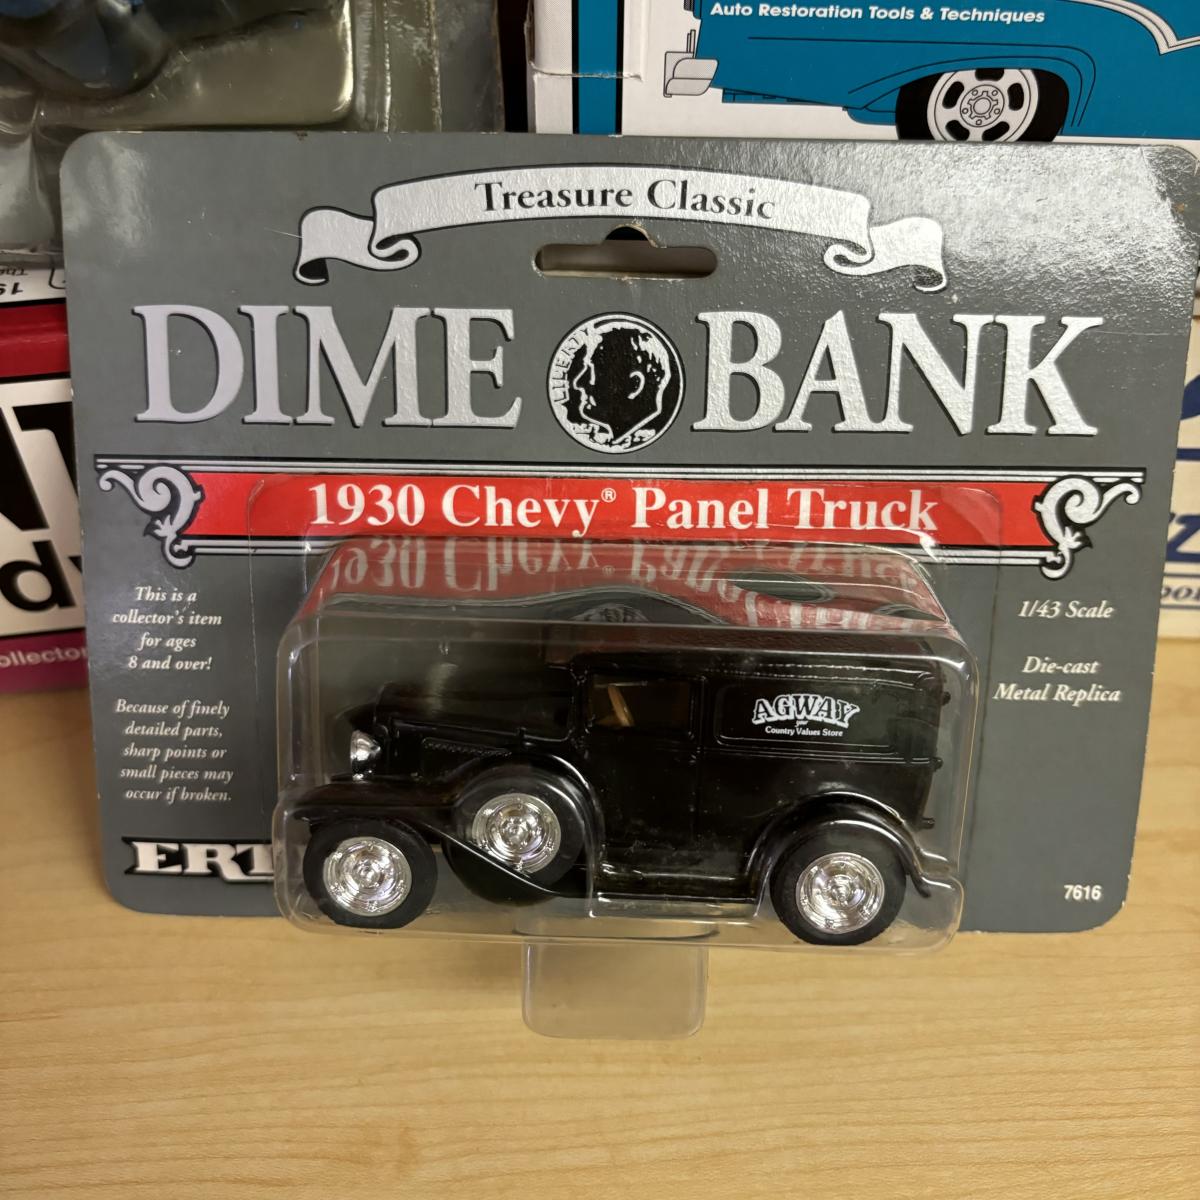 Auto Restoration Tools & Techniques
Treasure Classic
DIME BANK
1930 Chevy® Panel Truck
This is a
collector's item
for ages
8 and over!
Because of finely
detailed parts,
sharp points or
small pieces may
occur if broken.
1/43 Scale
Die-cast
Metal Replica
AGWAY
your
Country Values Store
7616